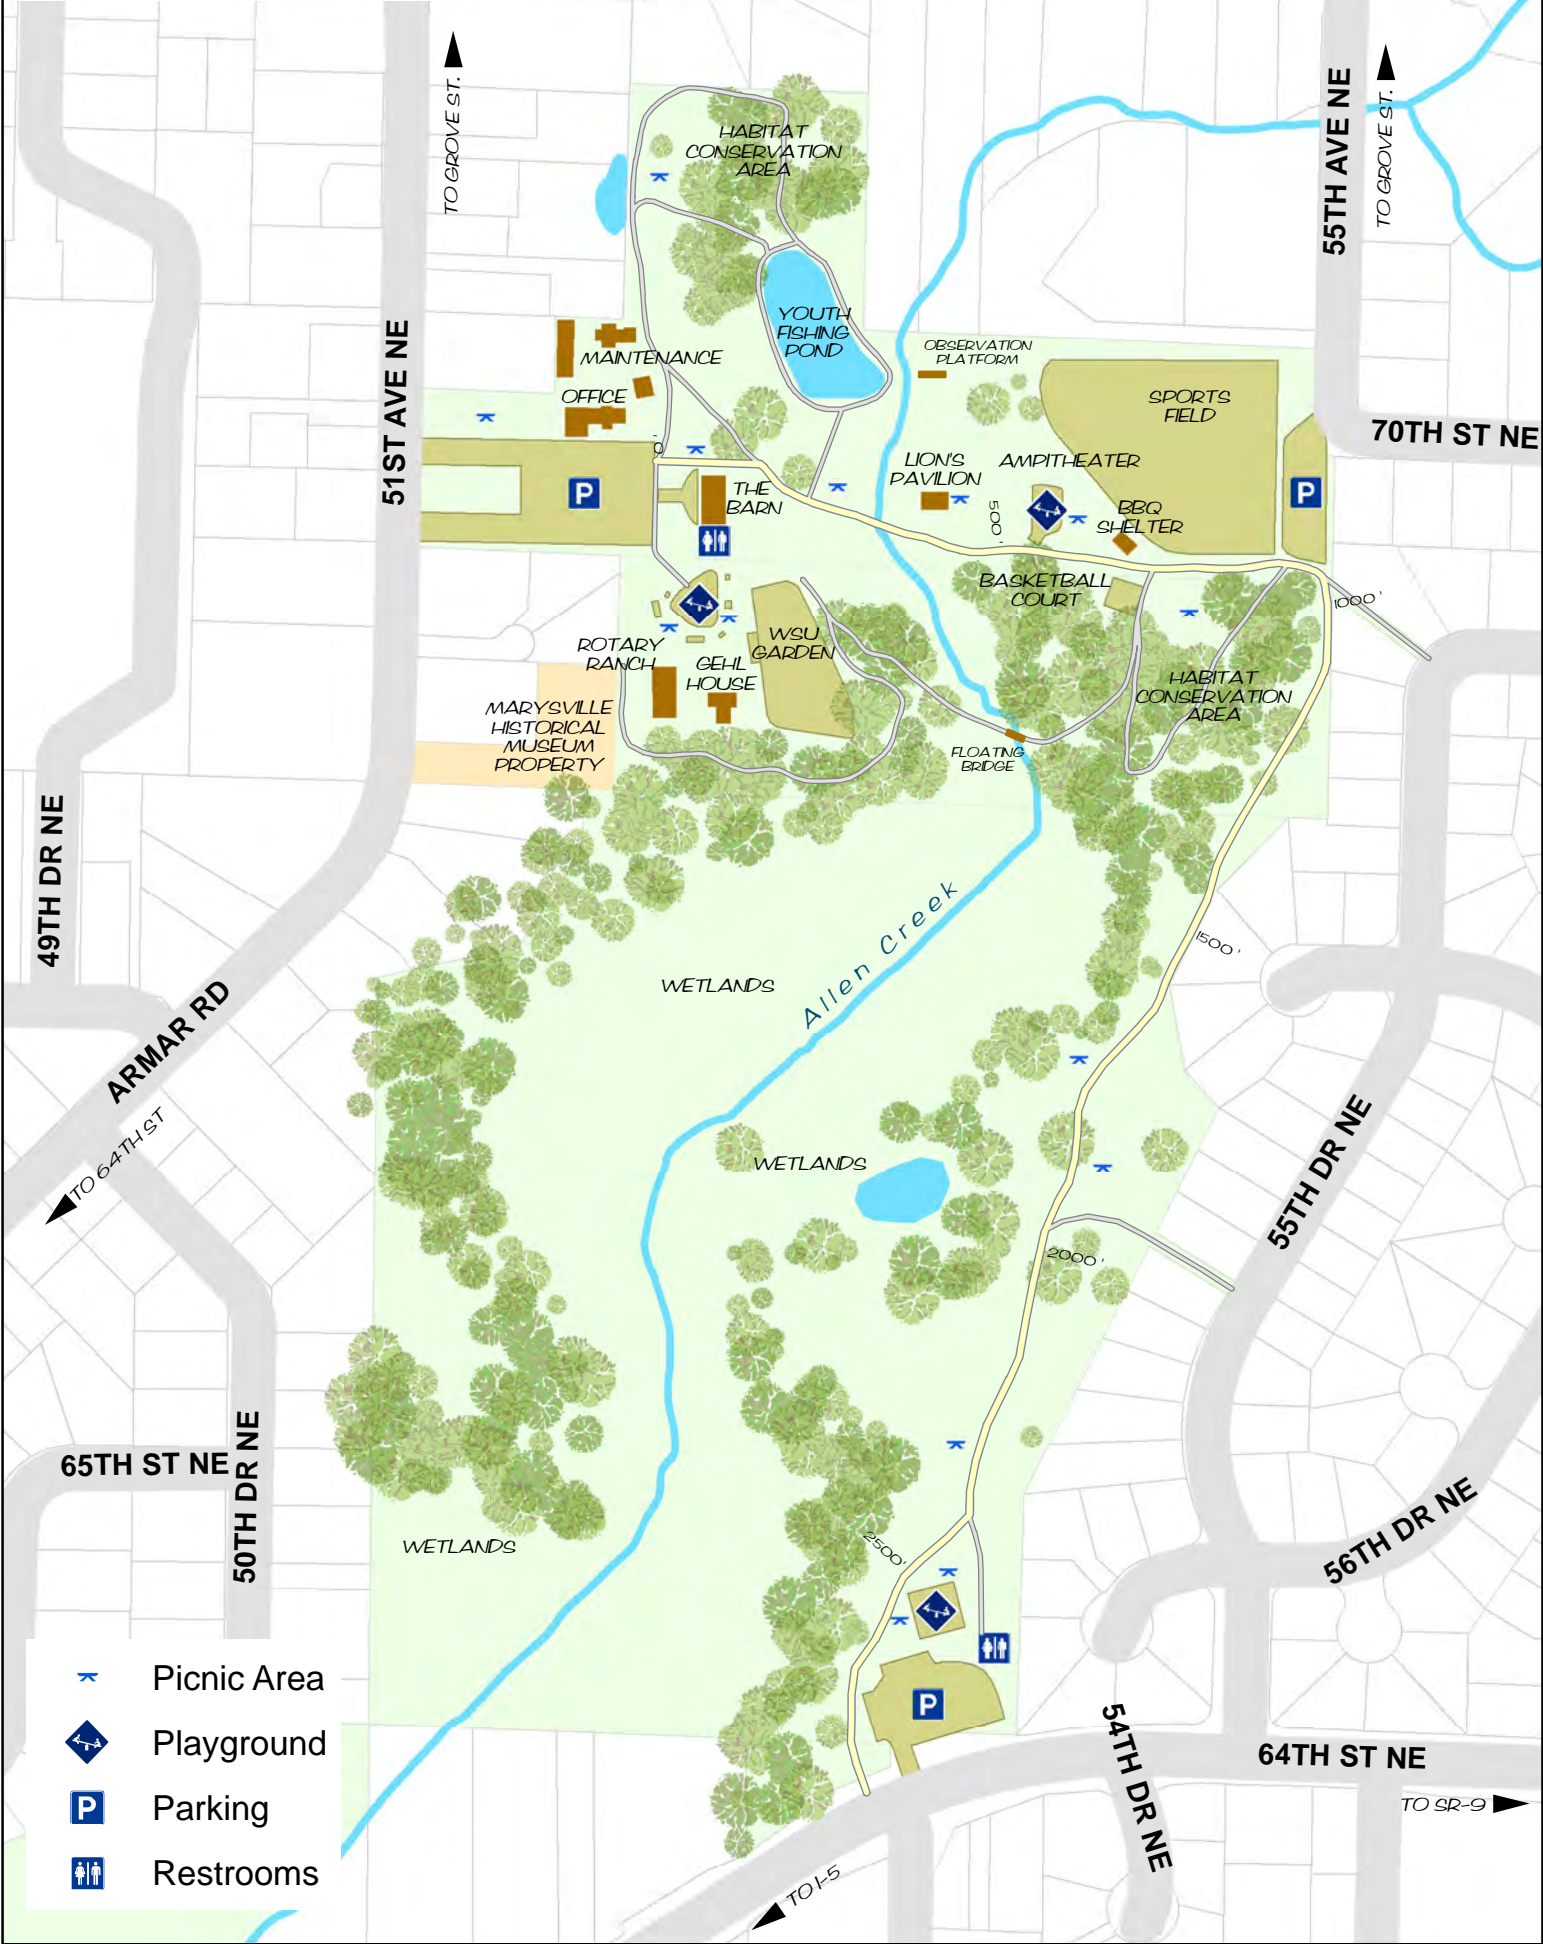 TO GROVE ST.
55TH AVE NE
TO GROVE ST.
HABITAT
CONSERVATION
AREA
51ST AVE NE
YOUTH
FISHING
POND
OBSERVATION
PLATFORM
MAINTENANCE
OFFICE
SPORTS
FIELD
70TH ST NE
0'
P
THE
BARN
LION'S
PAVILION
AMPITHEATER
500'
BBQ
SHELTER
P
BASKETBALL
COURT
1000'
ROTARY
RANCH
GEHL
HOUSE
WSU
GARDEN
HABITAT
CONSERVATION
AREA
MARYSVILLE
HISTORICAL
MUSEUM
PROPERTY
FLOATING
BRIDGE
49TH DR NE
Allen Creek
1500'
WETLANDS
ARMAR RD
TO 64TH ST
WETLANDS
55TH DR NE
2000'
65TH ST NE
50TH DR NE
WETLANDS
2500'
56TH DR NE
P
54TH DR NE
64TH ST NE
TO SR-9
TO I-5
Picnic Area
Playground
P Parking
Restrooms